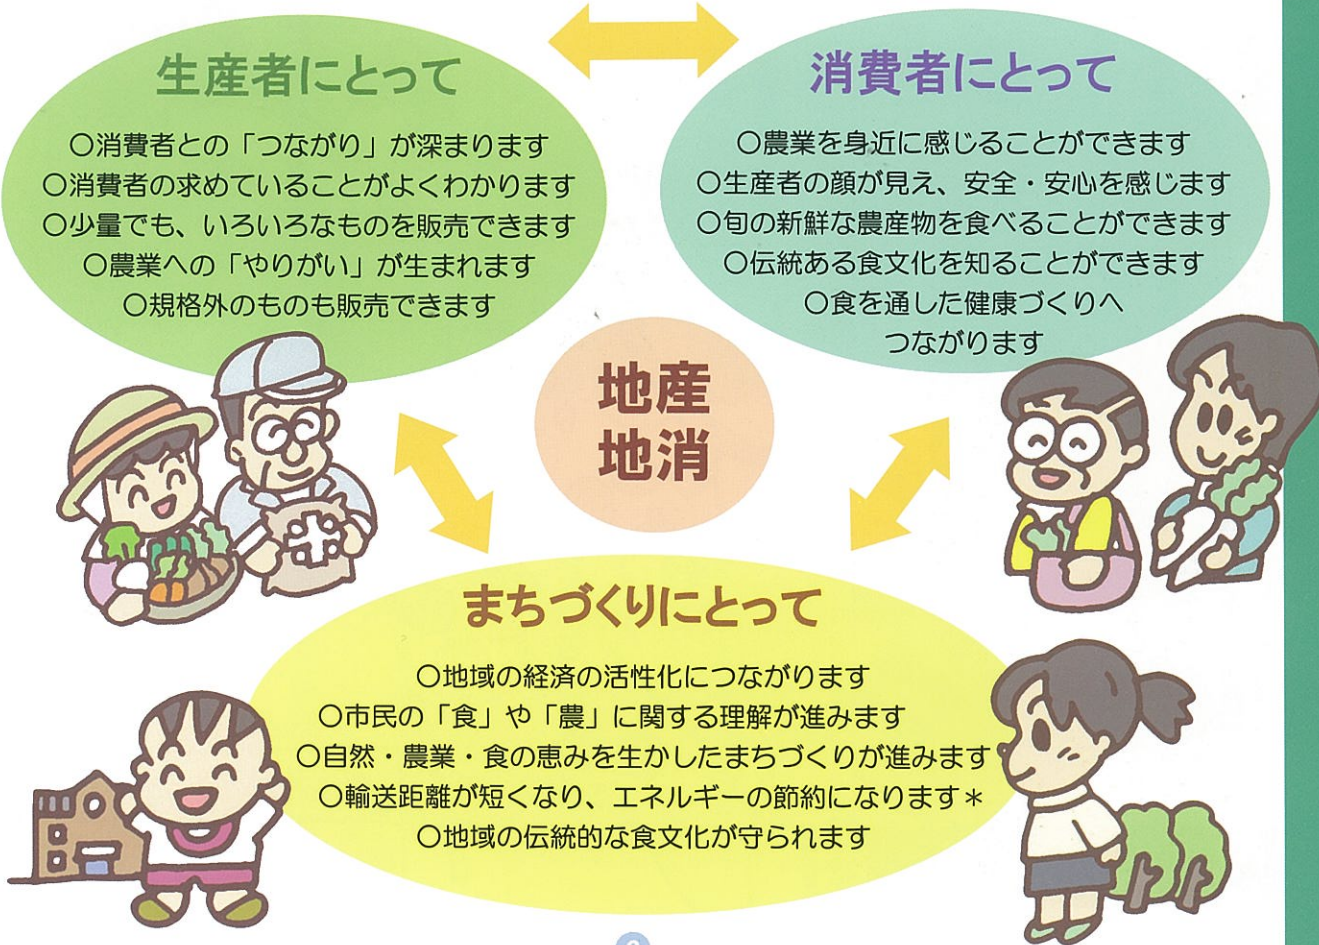 生産者にとって
○消費者との「つながり」が深まります
○消費者の求めていることがよくわかります
○少量でも、いろいろなものを販売できます
○農業への「やりがい」が生まれます
○規格外のものも販売できます
消費者にとって
○農業を身近に感じることができます
○生産者の顔が見え、安全・安心を感じます
○旬の新鮮な農産物を食べることができます
○伝統ある食文化を知ることができます
○食を通した健康づくりへ
つながります
地産
地消
まちづくりにとって
○地域の経済の活性化につながります
○市民の「食」や「農」に関する理解が進みます
○自然・農業・食の恵みを生かしたまちづくりが進みます
○輸送距離が短くなり、エネルギーの節約になります＊
○地域の伝統的な食文化が守られます